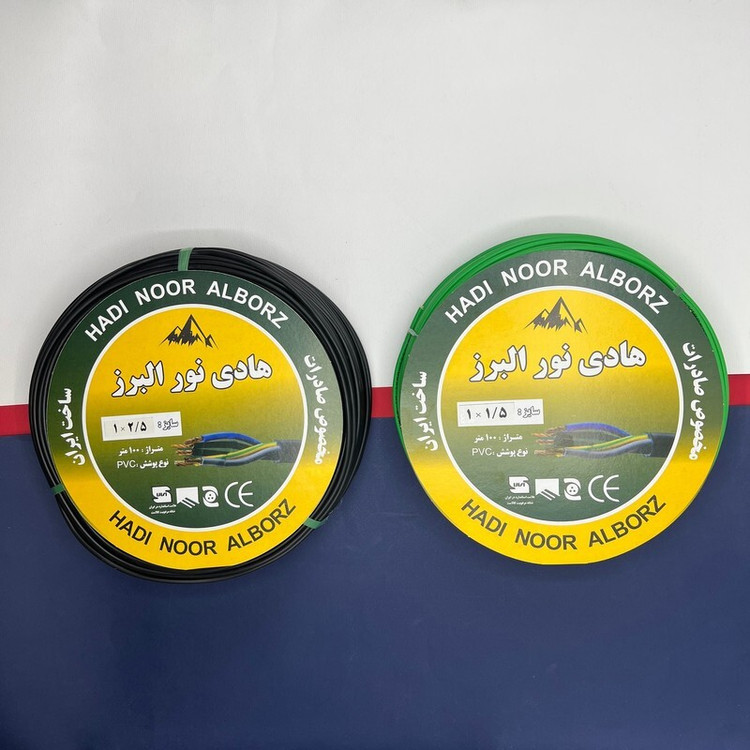 HADI NOOR ALBORZ
هادی نور البرز
ساخت ایران
مخصوص صادرات
سایز: ۱×۲/۵
متراژ: ۱۰۰ متر
نوع پوشش: PVC
CE
HADI NOOR ALBORZ
HADI NOOR ALBORZ
هادی نور البرز
ساخت ایران
مخصوص صادرات
سایز: ۱×۱/۵
متراژ: ۱۰۰ متر
نوع پوشش: PVC
CE
HADI NOOR ALBORZ